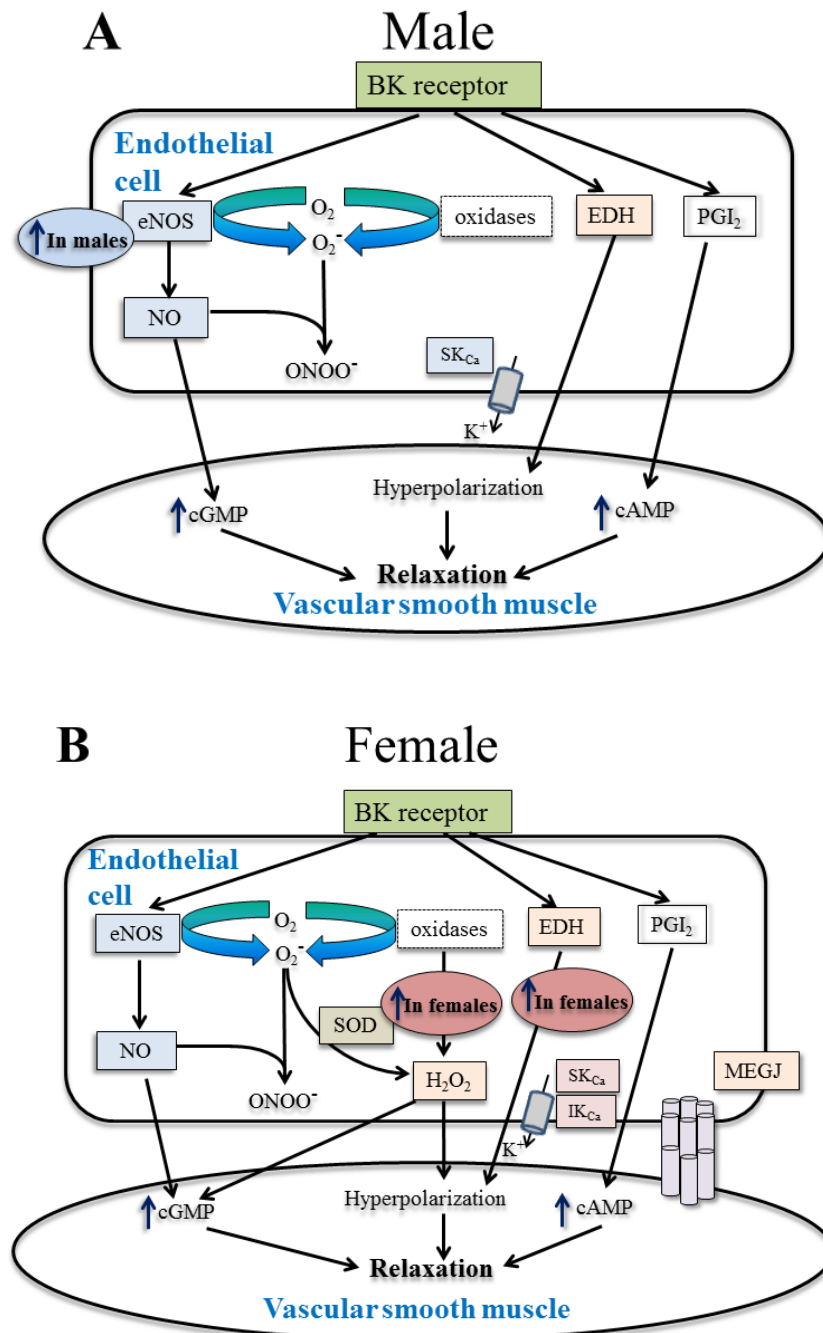 A
Male
BK receptor
Endothelial
cell
eNOS
O₂
O₂⁻
oxidases
EDH
PGI₂
In males
NO
ONOO⁻
SKCa
K⁺
Hyperpolarization
cGMP
cAMP
Relaxation
Vascular smooth muscle
B
Female
BK receptor
Endothelial
cell
eNOS
O₂
O₂⁻
oxidases
EDH
PGI₂
In females
In females
SOD
NO
H₂O₂
ONOO⁻
SKCa
IKCa
MEGJ
K⁺
Hyperpolarization
cGMP
cAMP
Relaxation
Vascular smooth muscle